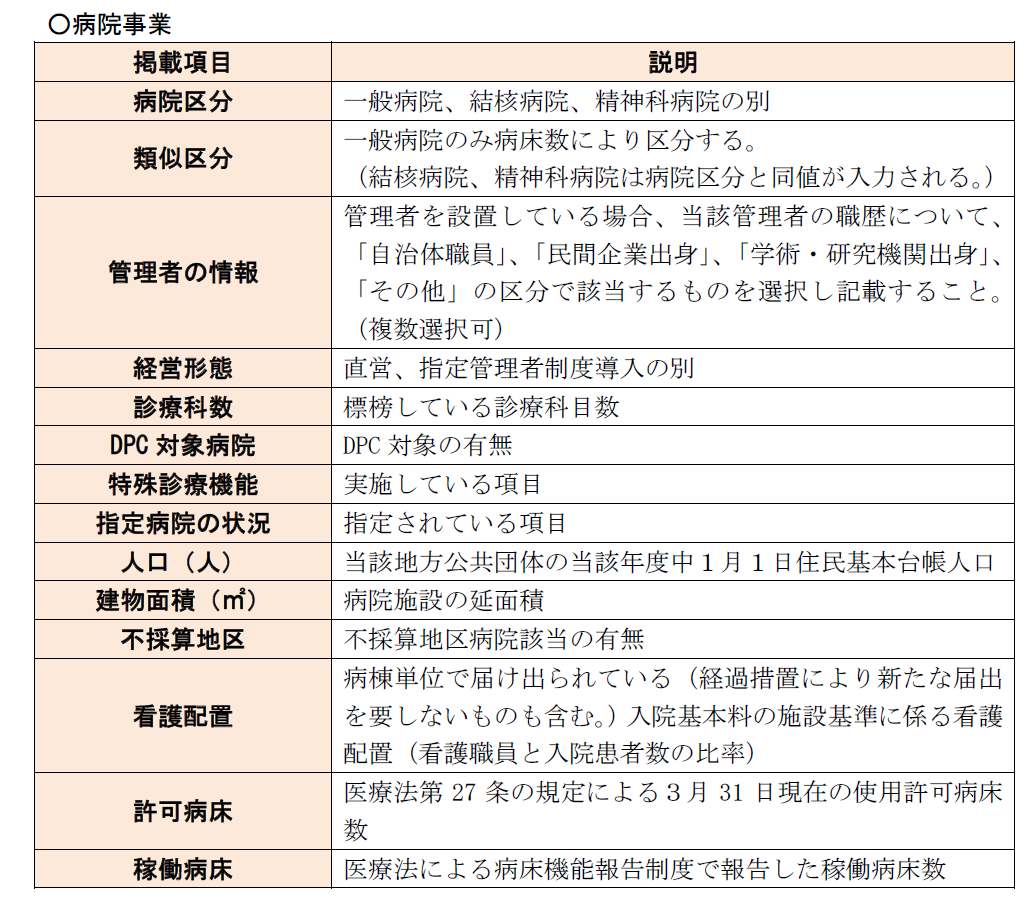 〇病院事業
掲載項目 説明
病院区分 一般病院、結核病院、精神科病院の別
類似区分 一般病院のみ病床数により区分する。
（結核病院、精神科病院は病院区分と同値が入力される。）
管理者の情報 管理者を設置している場合、当該管理者の職歴について、
「自治体職員」、「民間企業出身」、「学術・研究機関出身」、
「その他」の区分で該当するものを選択し記載すること。
（複数選択可）
経営形態 直営、指定管理者制度導入の別
診療科数 標榜している診療科目数
DPC 対象病院 DPC 対象の有無
特殊診療機能 実施している項目
指定病院の状況 指定されている項目
人口（人） 当該地方公共団体の当該年度中１月１日住民基本台帳人口
建物面積（㎡） 病院施設の延面積
不採算地区 不採算地区病院該当の有無
看護配置 病棟単位で届け出られている（経過措置により新たな届出
を要しないものも含む。）入院基本料の施設基準に係る看護
配置（看護職員と入院患者数の比率）
許可病床 医療法第 27 条の規定による３月 31 日現在の使用許可病床
数
稼働病床 医療法による病床機能報告制度で報告した稼働病床数